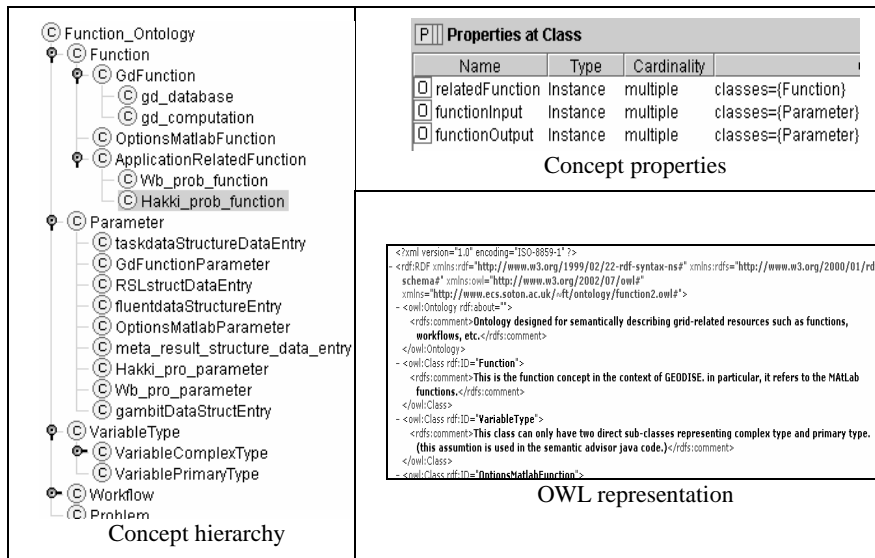 Function_Ontology
Function
GdFunction
gd_database
gd_computation
OptionsMatlabFunction
ApplicationRelatedFunction
Wb_prob_function
Hakki_prob_function
Parameter
taskdataStructureDataEntry
GdFunctionParameter
RSLstructDataEntry
fluentdataStructureEntry
OptionsMatlabParameter
meta_result_structure_data_entry
Hakki_pro_parameter
Wb_pro_parameter
gambitDataStructEntry
VariableType
VariableComplexType
VariablePrimaryType
Workflow
Problem
Concept hierarchy
P Properties at Class
Name Type Cardinality
O relatedFunction Instance multiple classes={Function}
O functionInput Instance multiple classes={Parameter}
O functionOutput Instance multiple classes={Parameter}
Concept properties
<?xml version="1.0" encoding="ISO-8859-1" ?>
- <rdf:RDF xmlns:rdf="http://www.w3.org/1999/02/22-rdf-syntax-ns#" xmlns:rdfs="http://www.w3.org/2000/01/rd
schema#" xmlns:owl="http://www.w3.org/2002/07/owl#"
xmlns="http://www.ecs.soton.ac.uk/~ft/ontology/function2.owl#">
- <owl:Ontology rdf:about="">
<rdfs:comment>Ontology designed for semantically describing grid-related resources such as functions,
workflows, etc.</rdfs:comment>
</owl:Ontology>
- <owl:Class rdf:ID="Function">
<rdfs:comment>This is the function concept in the context of GEODISE. in particular, it refers to the MAtLab
functions.</rdfs:comment>
</owl:Class>
- <owl:Class rdf:ID="VariableType">
<rdfs:comment>This class can only have two direct sub-classes representing complex type and primary type.
(this assumtion is used in the semantic advisor java code.)</rdfs:comment>
</owl:Class>
- <owl:Class rdf:ID="OptionsMatlabFunction">
OWL representation